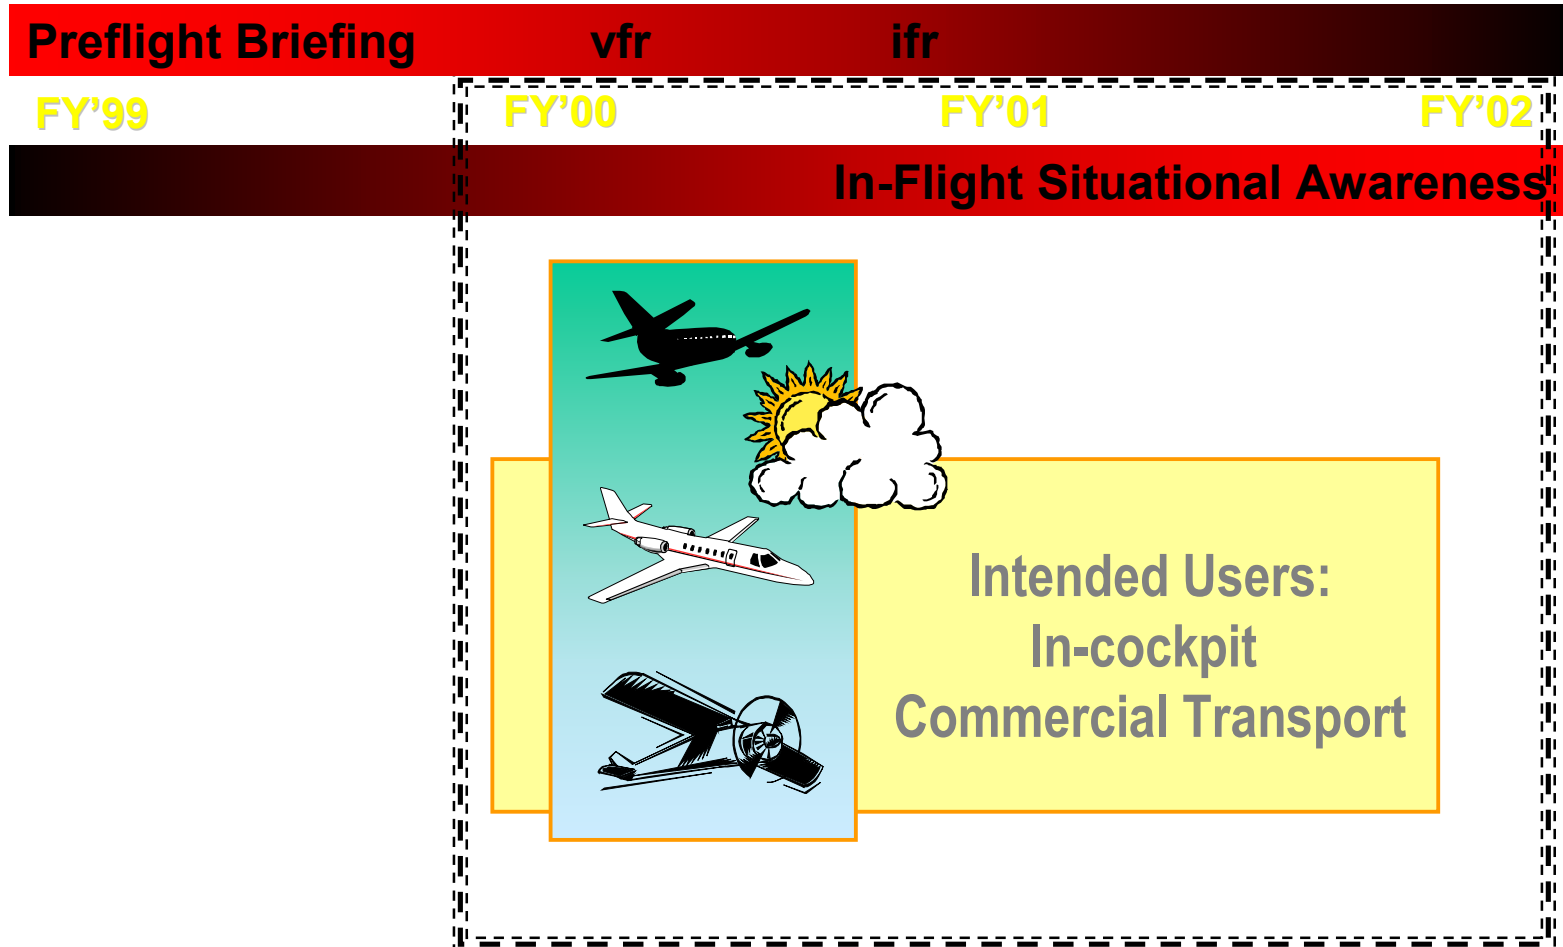 Preflight Briefing vfr ifr
FY’99 FY’00 FY’01 FY’02
In-Flight Situational Awareness
Intended Users:
In-cockpit
Commercial Transport